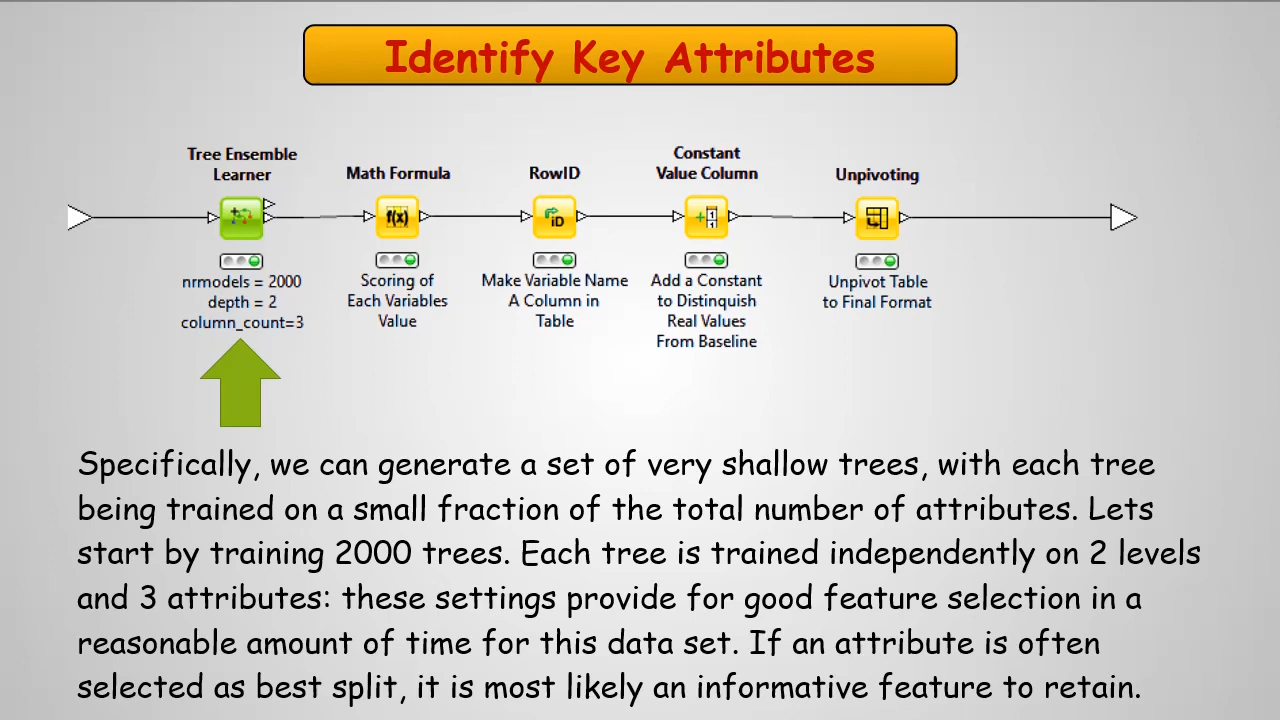 Identify Key Attributes
Tree Ensemble
Learner
Math Formula
RowID
Constant
Value Column
Unpivoting
f(x)
iD
1
1
nrmodels = 2000
depth = 2
column_count=3
Scoring of
Each Variables
Value
Make Variable Name
A Column in
Table
Add a Constant
to Distinquish
Real Values
From Baseline
Unpivot Table
to Final Format
Specifically, we can generate a set of very shallow trees, with each tree
being trained on a small fraction of the total number of attributes. Lets
start by training 2000 trees. Each tree is trained independently on 2 levels
and 3 attributes: these settings provide for good feature selection in a
reasonable amount of time for this data set. If an attribute is often
selected as best split, it is most likely an informative feature to retain.